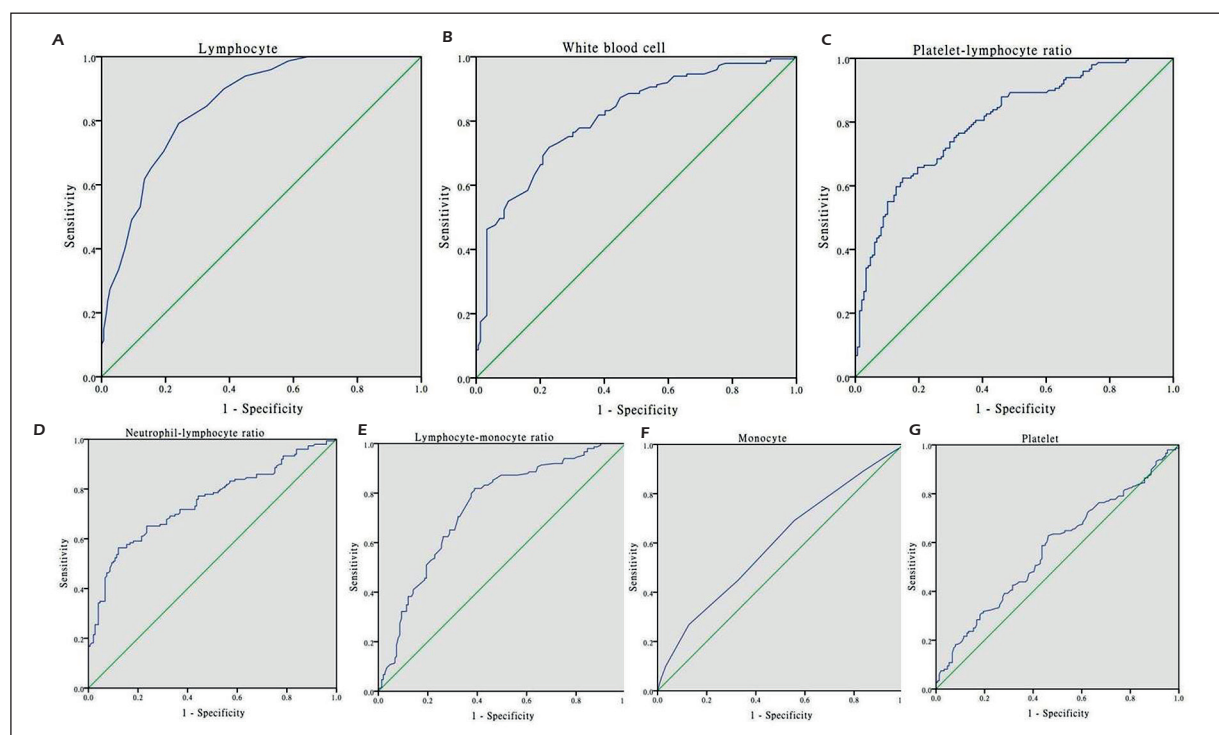 A
Lymphocyte
1.0
0.8
0.6
0.4
0.2
0.0
Sensitivity
0.0 0.2 0.4 0.6 0.8 1.0
1 - Specificity
B
White blood cell
1.0
0.8
0.6
0.4
0.2
0.0
Sensitivity
0.0 0.2 0.4 0.6 0.8 1.0
1 - Specificity
C
Platelet-lymphocyte ratio
1.0
0.8
0.6
0.4
0.2
0.0
Sensitivity
0.0 0.2 0.4 0.6 0.8 1.0
1 - Specificity
D
Neutrophil-lymphocyte ratio
1.0
0.8
0.6
0.4
0.2
0.0
Sensitivity
0.0 0.2 0.4 0.6 0.8 1.0
1 - Specificity
E
Lymphocyte-monocyte ratio
1.0
0.8
0.6
0.4
0.2
0.0
Sensitivity
0.0 0.2 0.4 0.6 0.8 1.0
1 - Specificity
F
Monocyte
1.0
0.8
0.6
0.4
0.2
0.0
Sensitivity
0.0 0.2 0.4 0.6 0.8 1.0
1 - Specificity
G
Platelet
1.0
0.8
0.6
0.4
0.2
0.0
Sensitivity
0.0 0.2 0.4 0.6 0.8 1.0
1 - Specificity